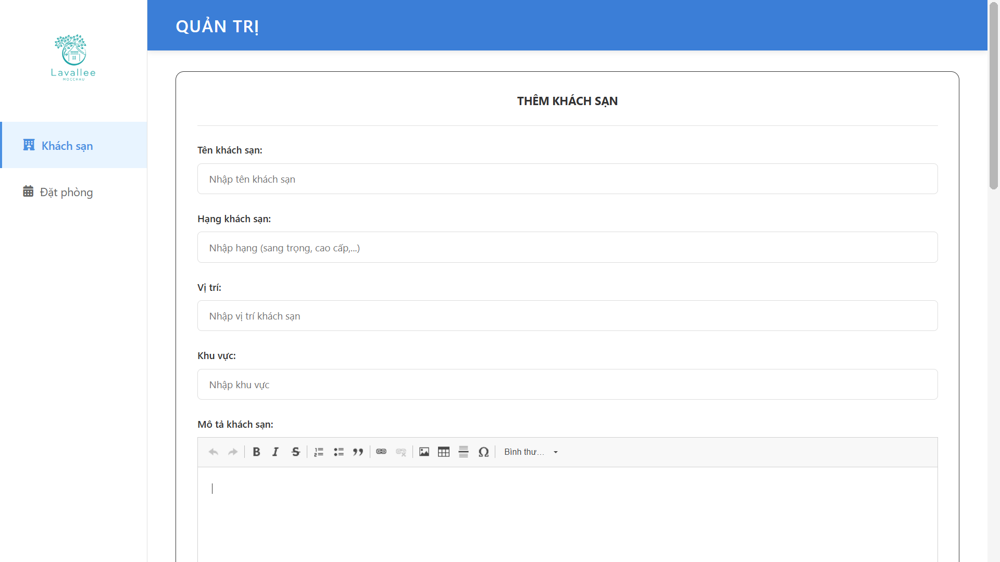 Lavallee
MOCCHAU
Khách sạn
Đặt phòng
QUẢN TRỊ
THÊM KHÁCH SẠN
Tên khách sạn:
Nhập tên khách sạn
Hạng khách sạn:
Nhập hạng (sang trọng, cao cấp,...)
Vị trí:
Nhập vị trí khách sạn
Khu vực:
Nhập khu vực
Mô tả khách sạn:
Bình thư...